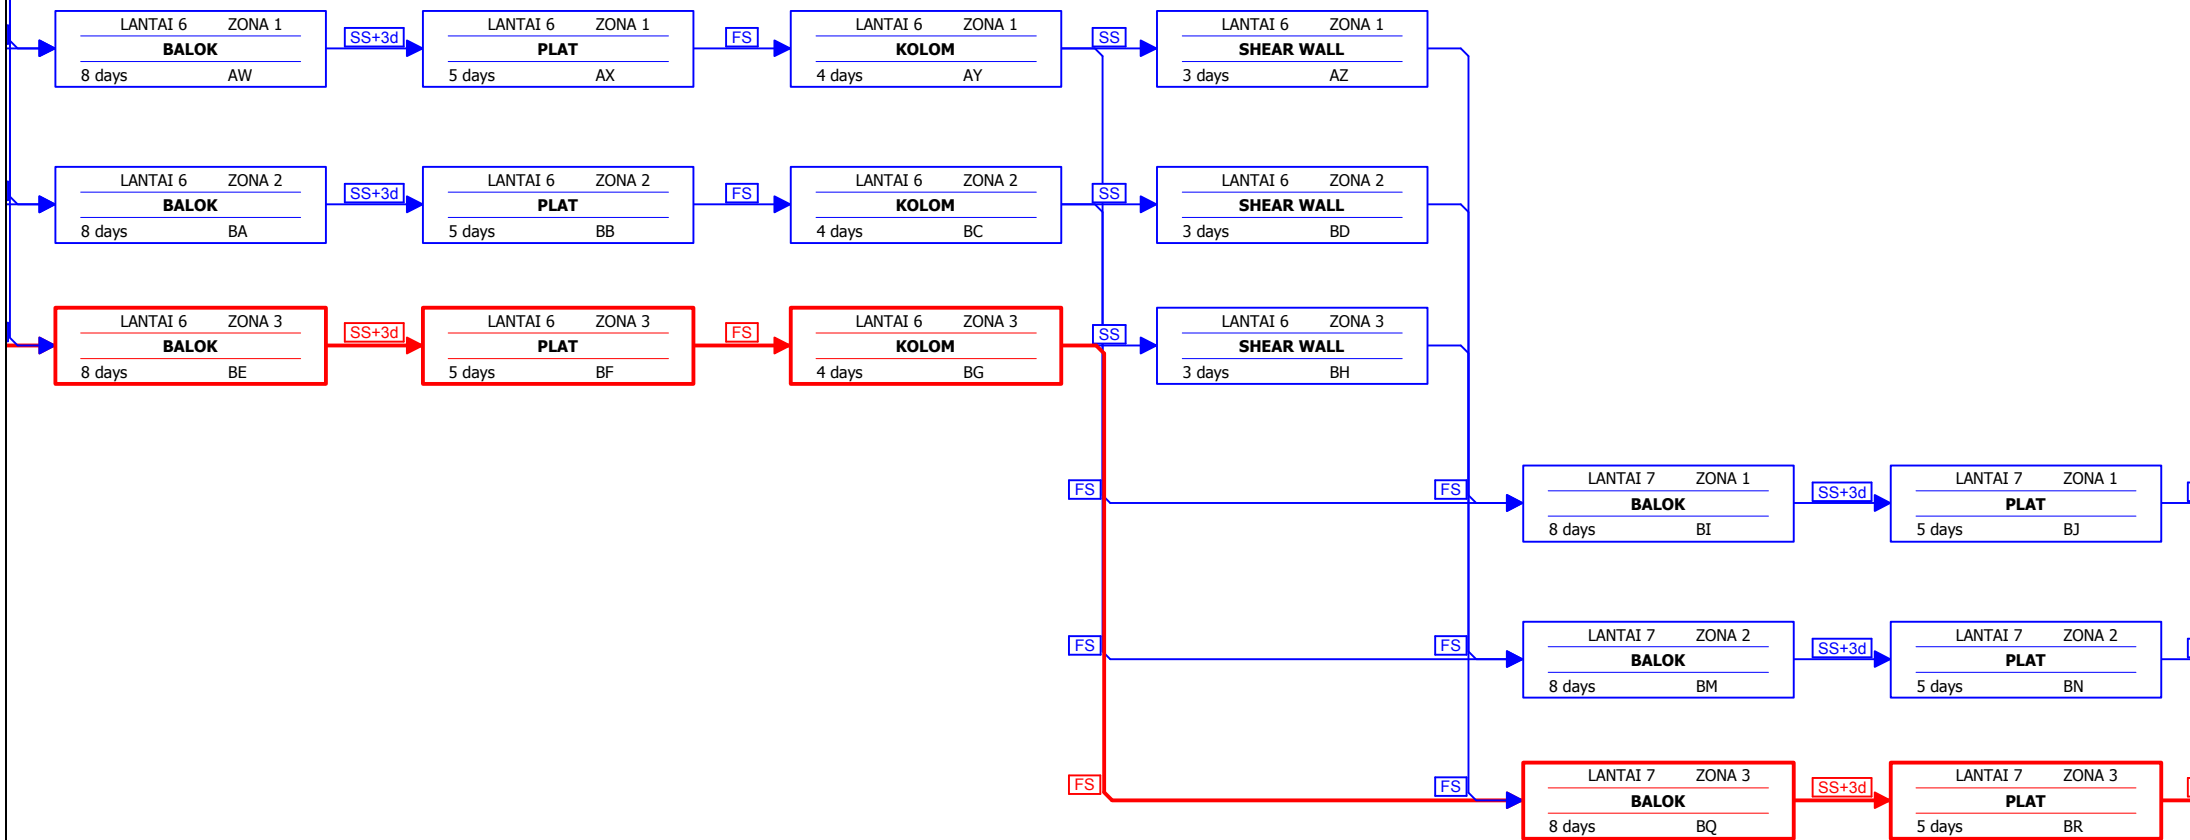 LANTAI 6 ZONA 1
BALOK
8 days AW
SS+3d
LANTAI 6 ZONA 1
PLAT
5 days AX
FS
LANTAI 6 ZONA 1
KOLOM
4 days AY
SS
LANTAI 6 ZONA 1
SHEAR WALL
3 days AZ
LANTAI 6 ZONA 2
BALOK
8 days BA
SS+3d
LANTAI 6 ZONA 2
PLAT
5 days BB
FS
LANTAI 6 ZONA 2
KOLOM
4 days BC
SS
LANTAI 6 ZONA 2
SHEAR WALL
3 days BD
LANTAI 6 ZONA 3
BALOK
8 days BE
SS+3d
LANTAI 6 ZONA 3
PLAT
5 days BF
FS
LANTAI 6 ZONA 3
KOLOM
4 days BG
SS
LANTAI 6 ZONA 3
SHEAR WALL
3 days BH
FS
FS
LANTAI 7 ZONA 1
BALOK
8 days BI
SS+3d
LANTAI 7 ZONA 1
PLAT
5 days BJ
FS
FS
LANTAI 7 ZONA 2
BALOK
8 days BM
SS+3d
LANTAI 7 ZONA 2
PLAT
5 days BN
FS
FS
LANTAI 7 ZONA 3
BALOK
8 days BQ
SS+3d
LANTAI 7 ZONA 3
PLAT
5 days BR